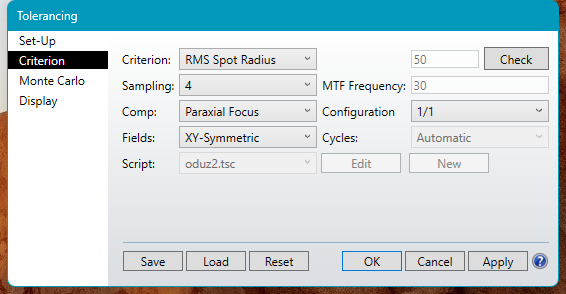 Tolerancing
Set-Up
Criterion
Monte Carlo
Display
Criterion: RMS Spot Radius 50 Check
Sampling: 4 MTF Frequency: 30
Comp: Paraxial Focus Configuration 1/1
Fields: XY-Symmetric Cycles: Automatic
Script: oduz2.tsc Edit New
Save Load Reset OK Cancel Apply ?